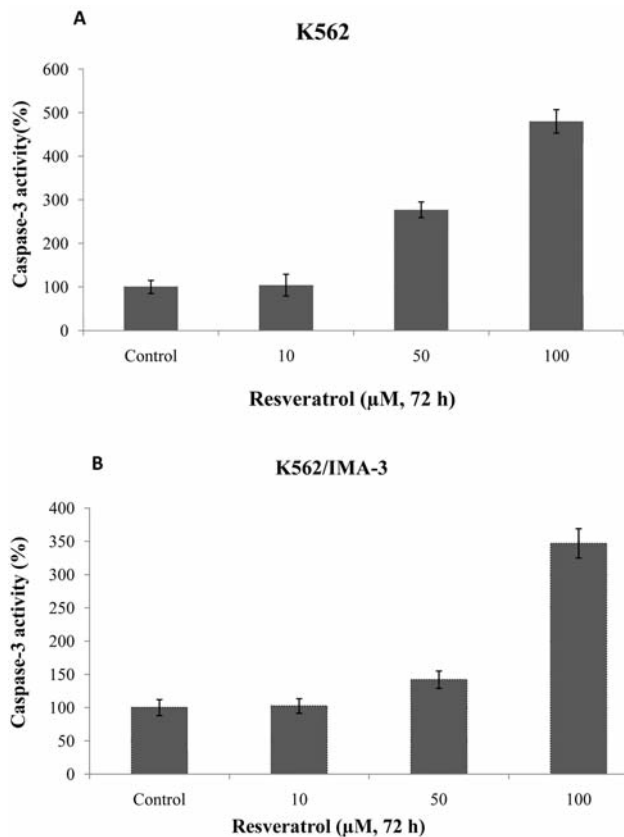 A
K562
Caspase-3 activity(%)
600
500
400
300
200
100
0
Control 10 50 100
Resveratrol (µM, 72 h)
B
K562/IMA-3
Caspase-3 activity (%)
400
350
300
250
200
150
100
50
0
Control 10 50 100
Resveratrol (µM, 72 h)